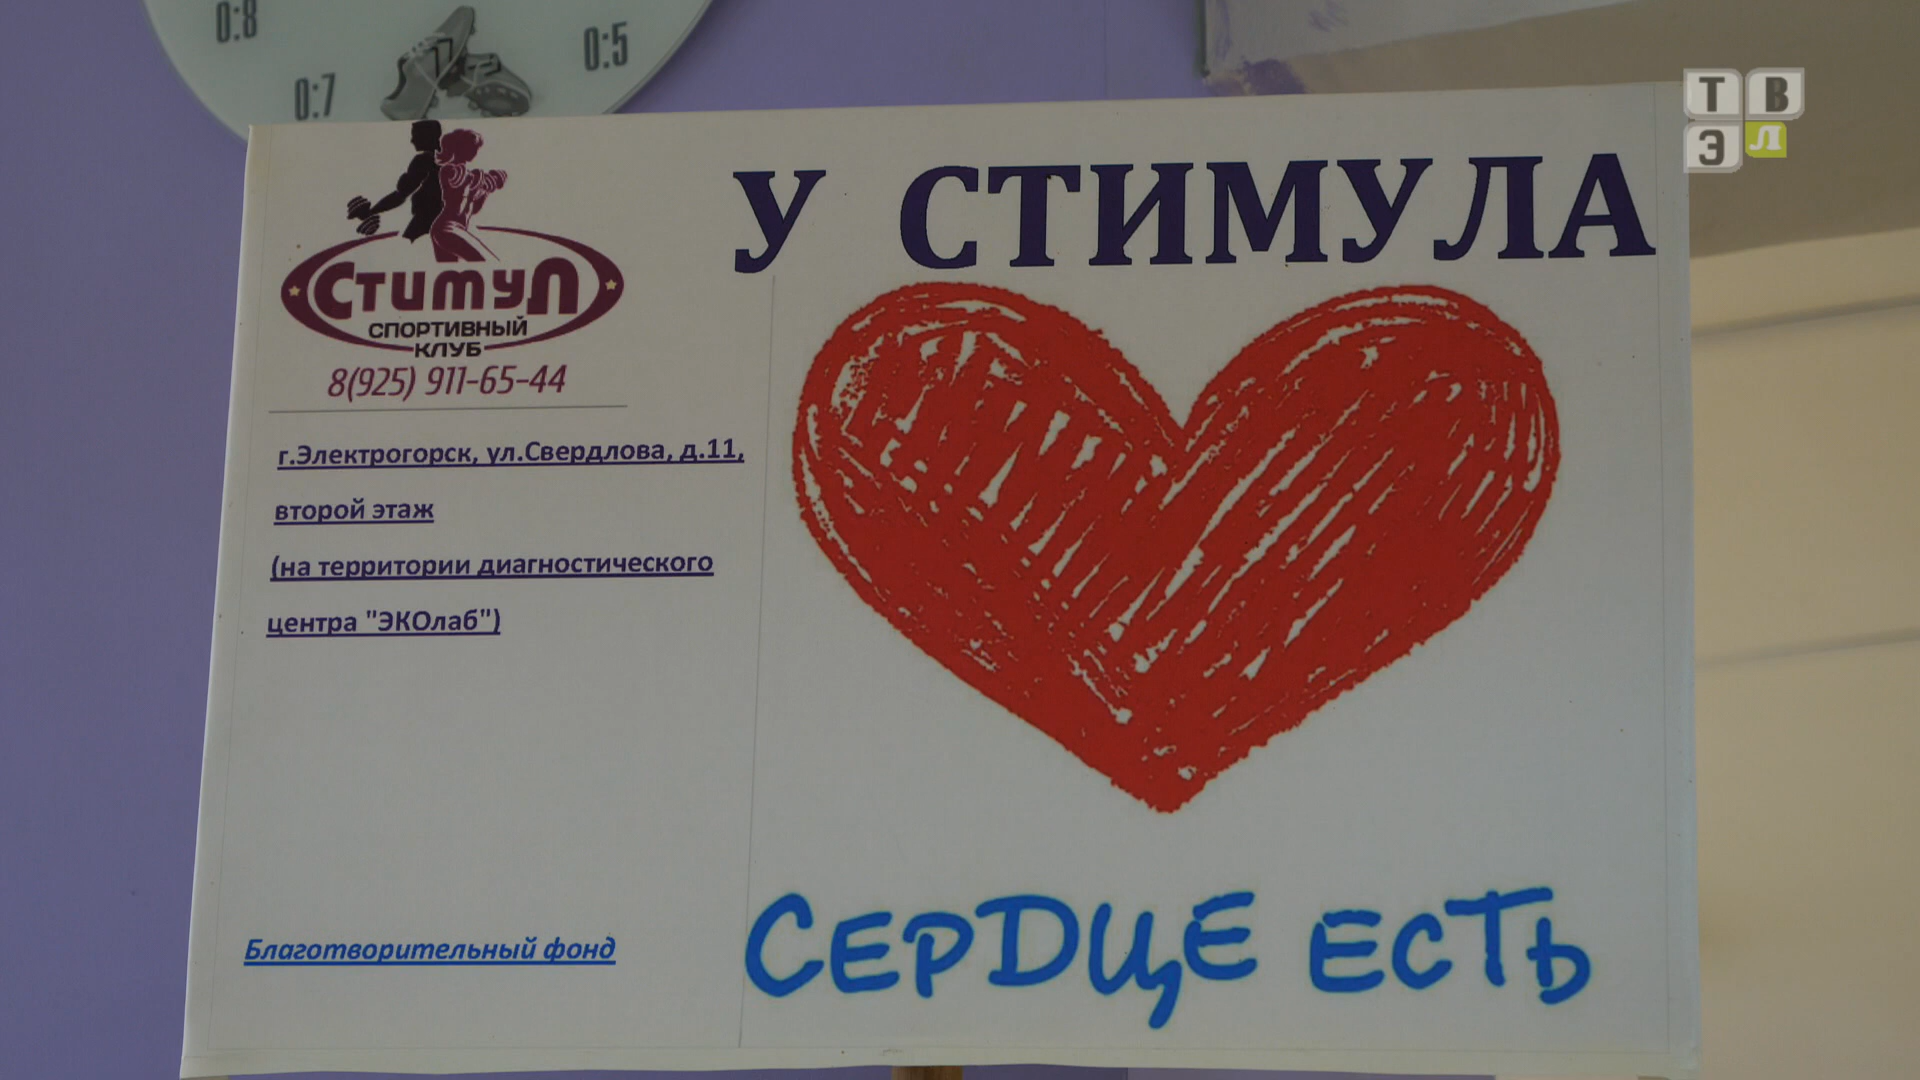 0:8
0:7
0:5
ТВ
ЭЛ
Стимул
СПОРТИВНЫЙ
КЛУБ
8(925) 911-65-44
г.Электрогорск, ул.Свердлова, д.11,
второй этаж
(на территории диагностического
центра "ЭКОлаб")
Благотворительный фонд
У СТИМУЛА
СЕРДЦЕ ЕСТЬ